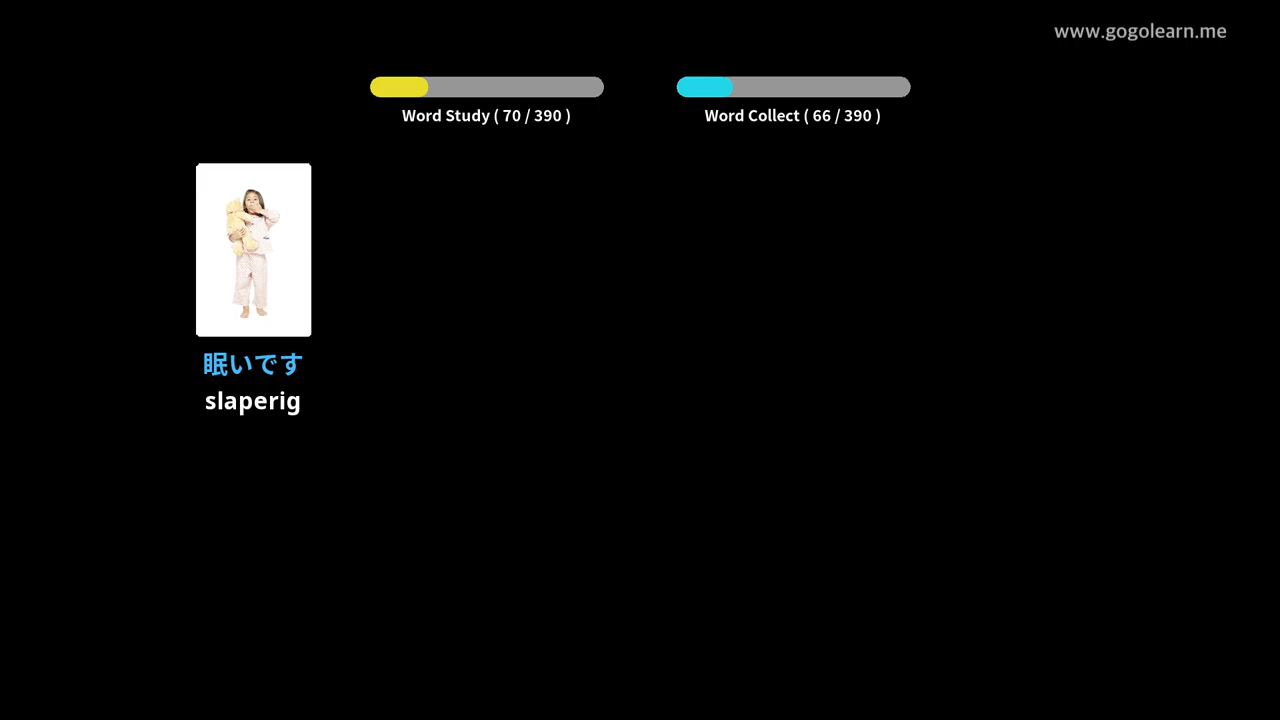 www.gogolearn.me
Word Study ( 70 / 390 )
Word Collect ( 66 / 390 )
眠いです
slaperig